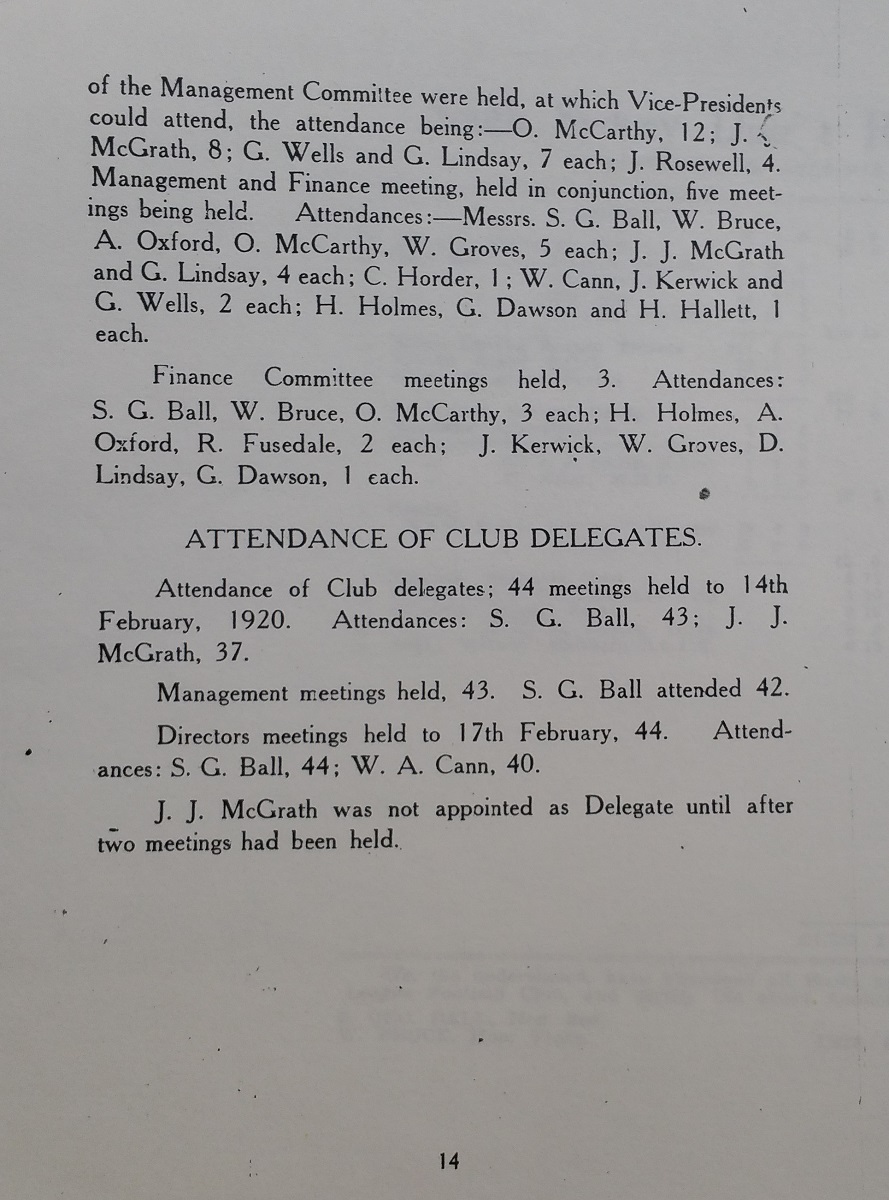 of the Management Committee were held, at which Vice-Presidents
could attend, the attendance being:—O. McCarthy, 12; J.
McGrath, 8; G. Wells and G. Lindsay, 7 each; J. Rosewell, 4.
Management and Finance meeting, held in conjunction, five meet-
ings being held. Attendances:—Messrs. S. G. Ball, W. Bruce,
A. Oxford, O. McCarthy, W. Groves, 5 each; J. J. McGrath
and G. Lindsay, 4 each; C. Horder, 1; W. Cann, J. Kerwick and
G. Wells, 2 each; H. Holmes, G. Dawson and H. Hallett, 1
each.
Finance Committee meetings held, 3. Attendances:
S. G. Ball, W. Bruce, O. McCarthy, 3 each; H. Holmes, A.
Oxford, R. Fusedale, 2 each; J. Kerwick, W. Groves, D.
Lindsay, G. Dawson, 1 each.
ATTENDANCE OF CLUB DELEGATES.
Attendance of Club delegates; 44 meetings held to 14th
February, 1920. Attendances: S. G. Ball, 43; J. J.
McGrath, 37.
Management meetings held, 43. S. G. Ball attended 42.
Directors meetings held to 17th February, 44. Attend-
ances: S. G. Ball, 44; W. A. Cann, 40.
J. J. McGrath was not appointed as Delegate until after
two meetings had been held.
14